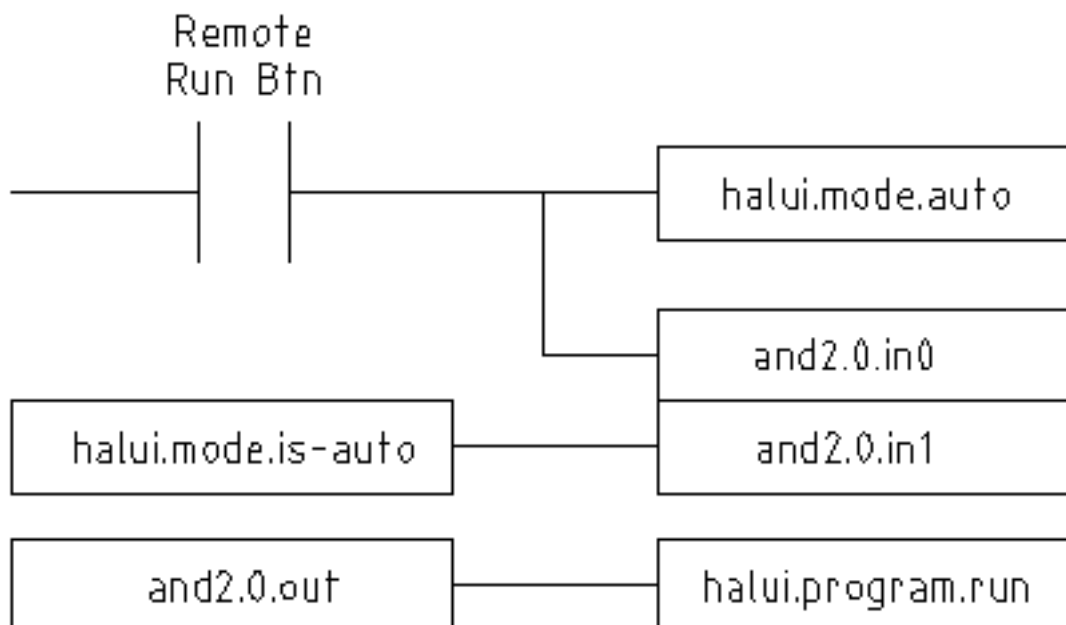 Remote
Run Btn
halui.mode.auto
and2.0.in0
halui.mode.is-auto
and2.0.in1
and2.0.out
halui.program.run